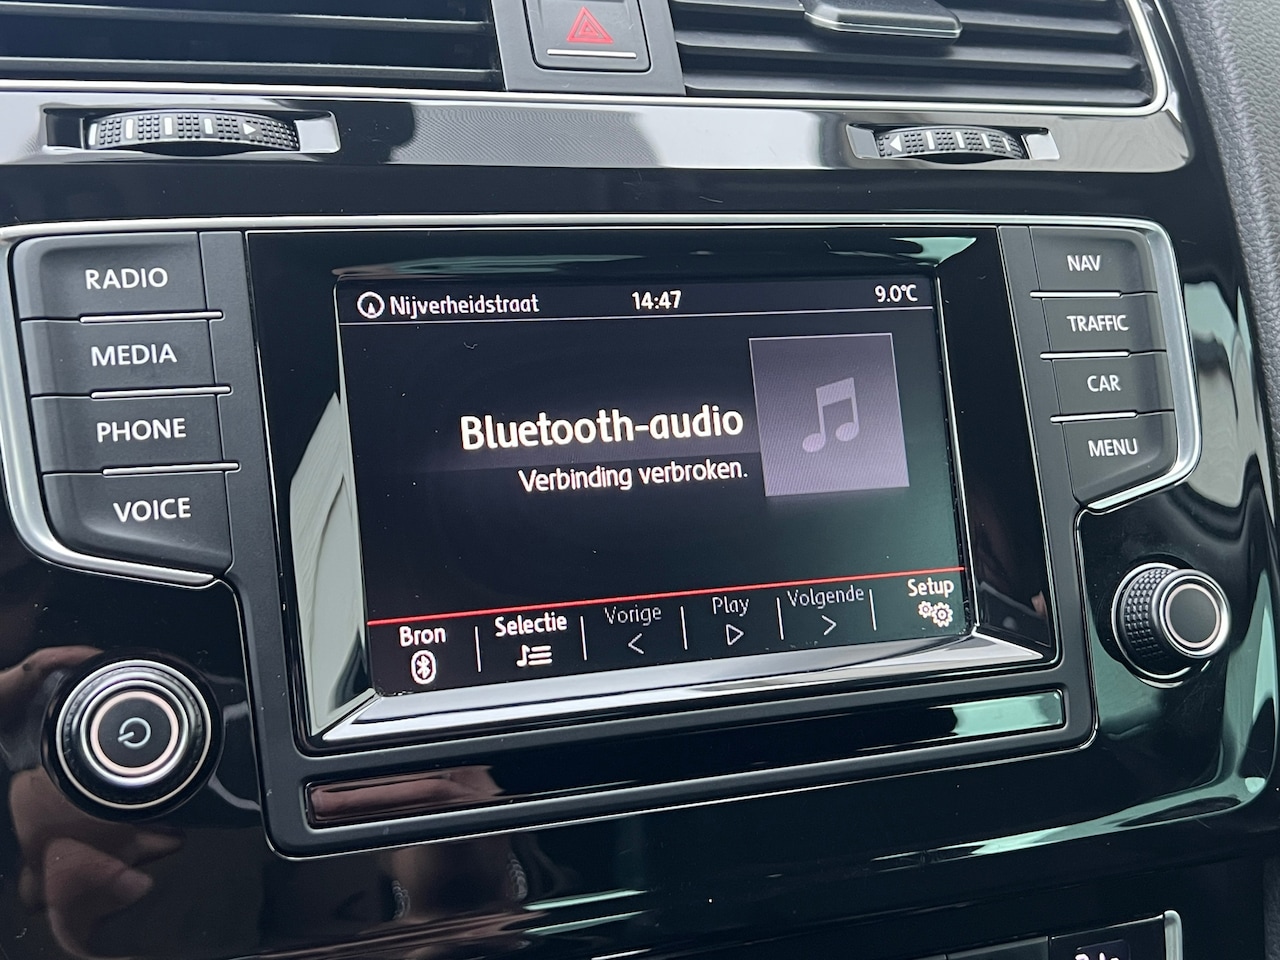 RADIO
MEDIA
PHONE
VOICE
Nijverheidstraat 14:47 9.0°C
Bluetooth-audio
Verbinding verbroken.
Bron Selectie Vorige Play Volgende Setup
NAV
TRAFFIC
CAR
MENU